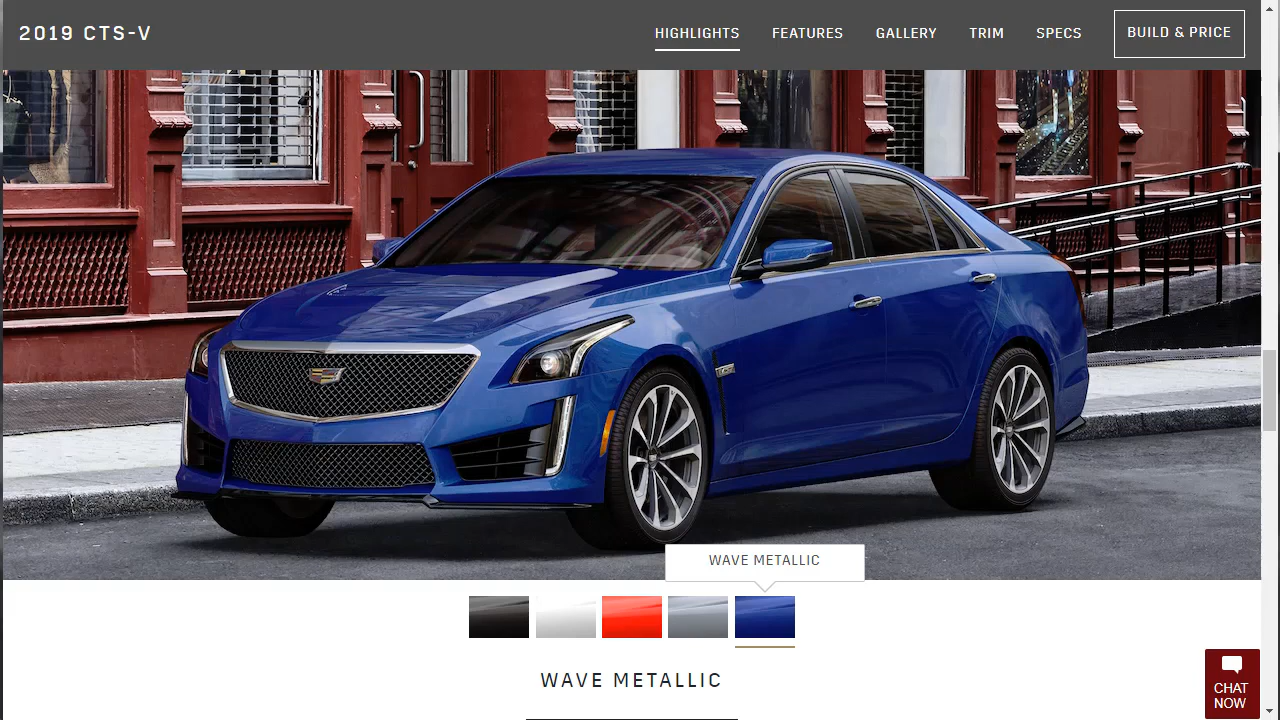 2019 CTS-V
HIGHLIGHTS
FEATURES
GALLERY
TRIM
SPECS
BUILD & PRICE
WAVE METALLIC
WAVE METALLIC
CHAT
NOW